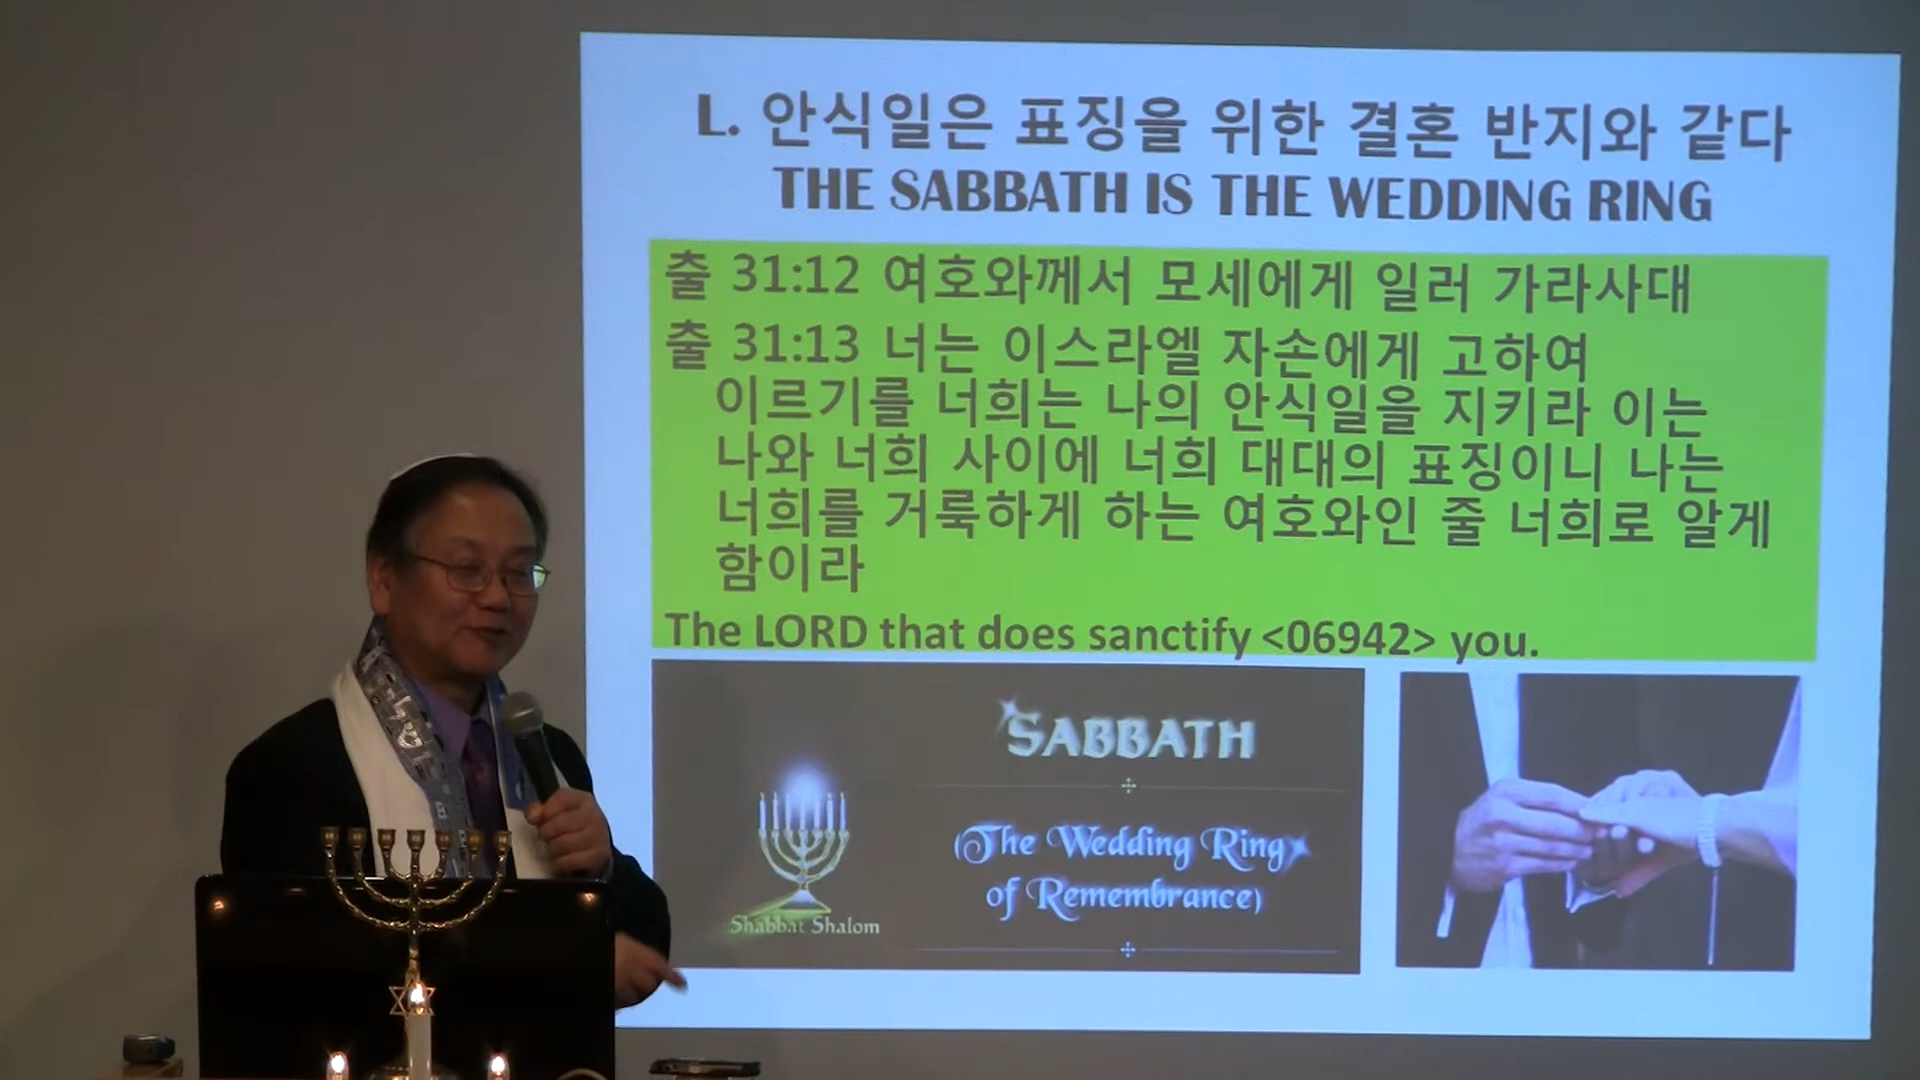 L. 안식일은 표징을 위한 결혼 반지와 같다
THE SABBATH IS THE WEDDING RING
출 31:12 여호와께서 모세에게 일러 가라사대
출 31:13 너는 이스라엘 자손에게 고하여
이르기를 너희는 나의 안식일을 지키라 이는
나와 너희 사이에 너희 대대의 표징이니 나는
너희를 거룩하게 하는 여호와인 줄 너희로 알게
함이라
The LORD that does sanctify <06942> you.
SABBATH
(The Wedding Ring
of Remembrance)
Shabbat Shalom